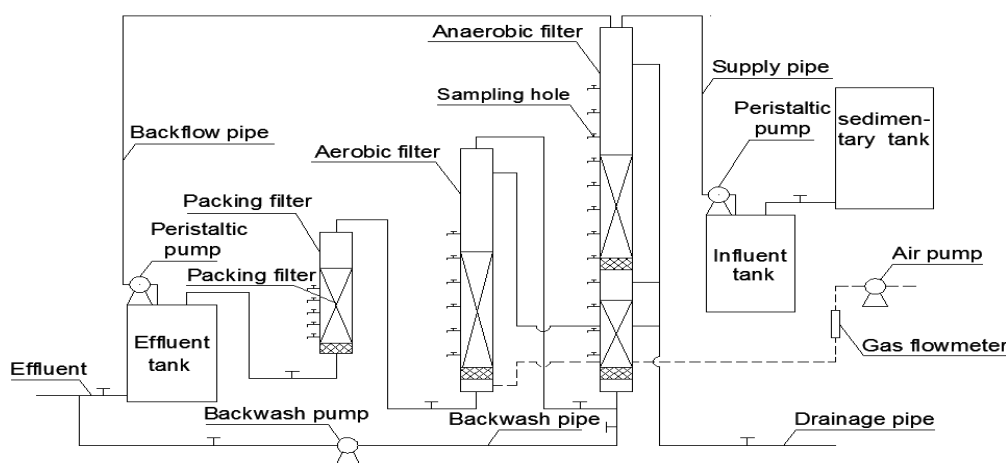 Anaerobic filter
Supply pipe
Sampling hole
Peristaltic
pump
sedimen-
tary tank
Backflow pipe
Aerobic filter
Packing filter
Peristaltic
pump
Packing filter
Influent
tank
Air pump
Effluent
tank
Gas flowmeter
Effluent
Backwash pump
Backwash pipe
Drainage pipe